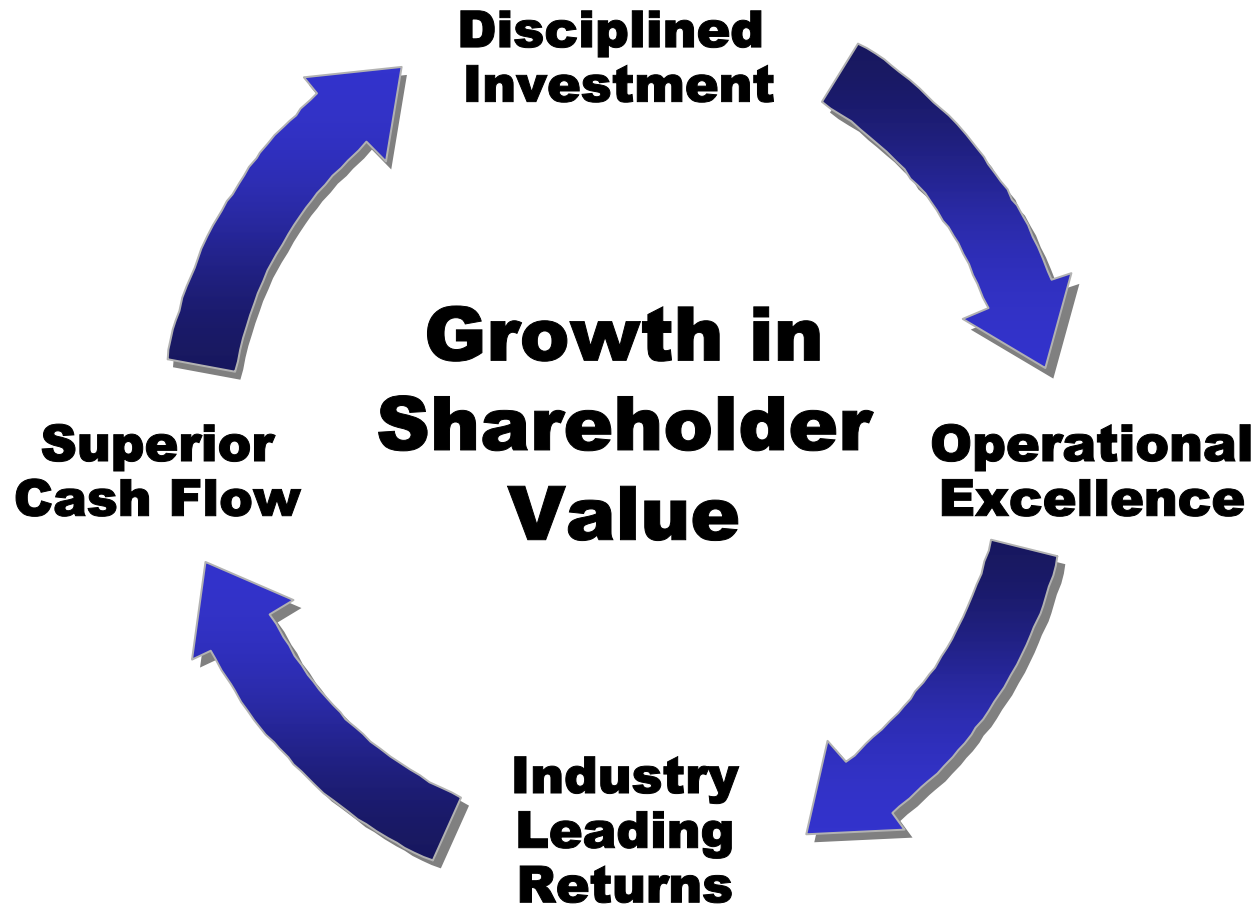 Disciplined
Investment
Growth in
Shareholder
Value
Superior
Cash Flow
Operational
Excellence
Industry
Leading
Returns